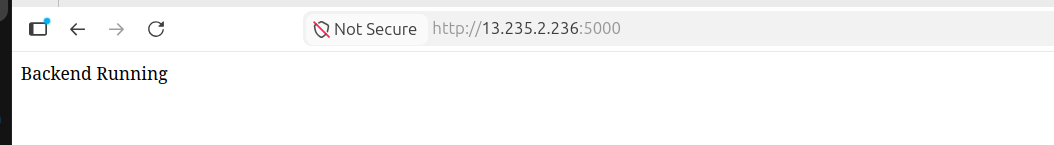 Not Secure http://13.235.2.236:5000
Backend Running